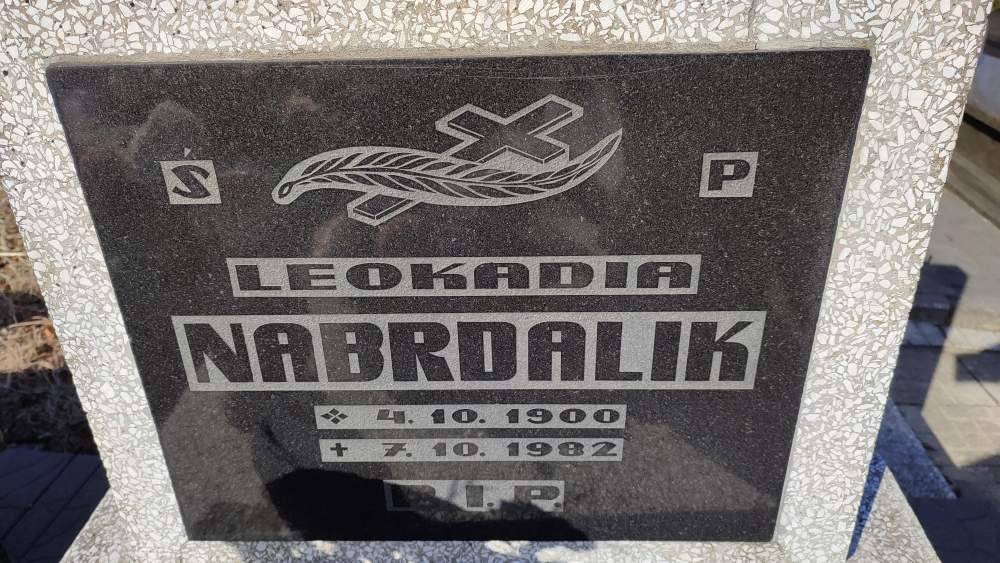 Ś P
LEOKADIA
NABRDALIK
4. 10. 1900
✝ 7. 10. 1982
R.I.P.